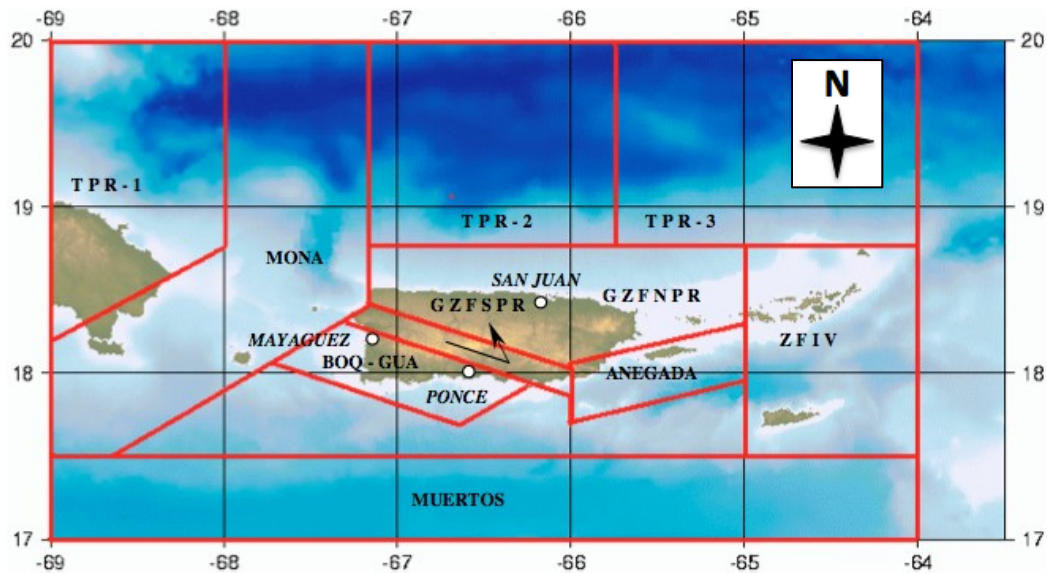 -69 -68 -67 -66 -65 -64
20 20
N
TPR-1
19 19
TPR-2 TPR-3
MONA
SAN JUAN
GZFSPR GZFNPR
MAYAGUEZ ZFIV
BOQ-GUA
18 ANEGADA 18
PONCE
MUERTOS
17 17
-69 -68 -67 -66 -65 -64